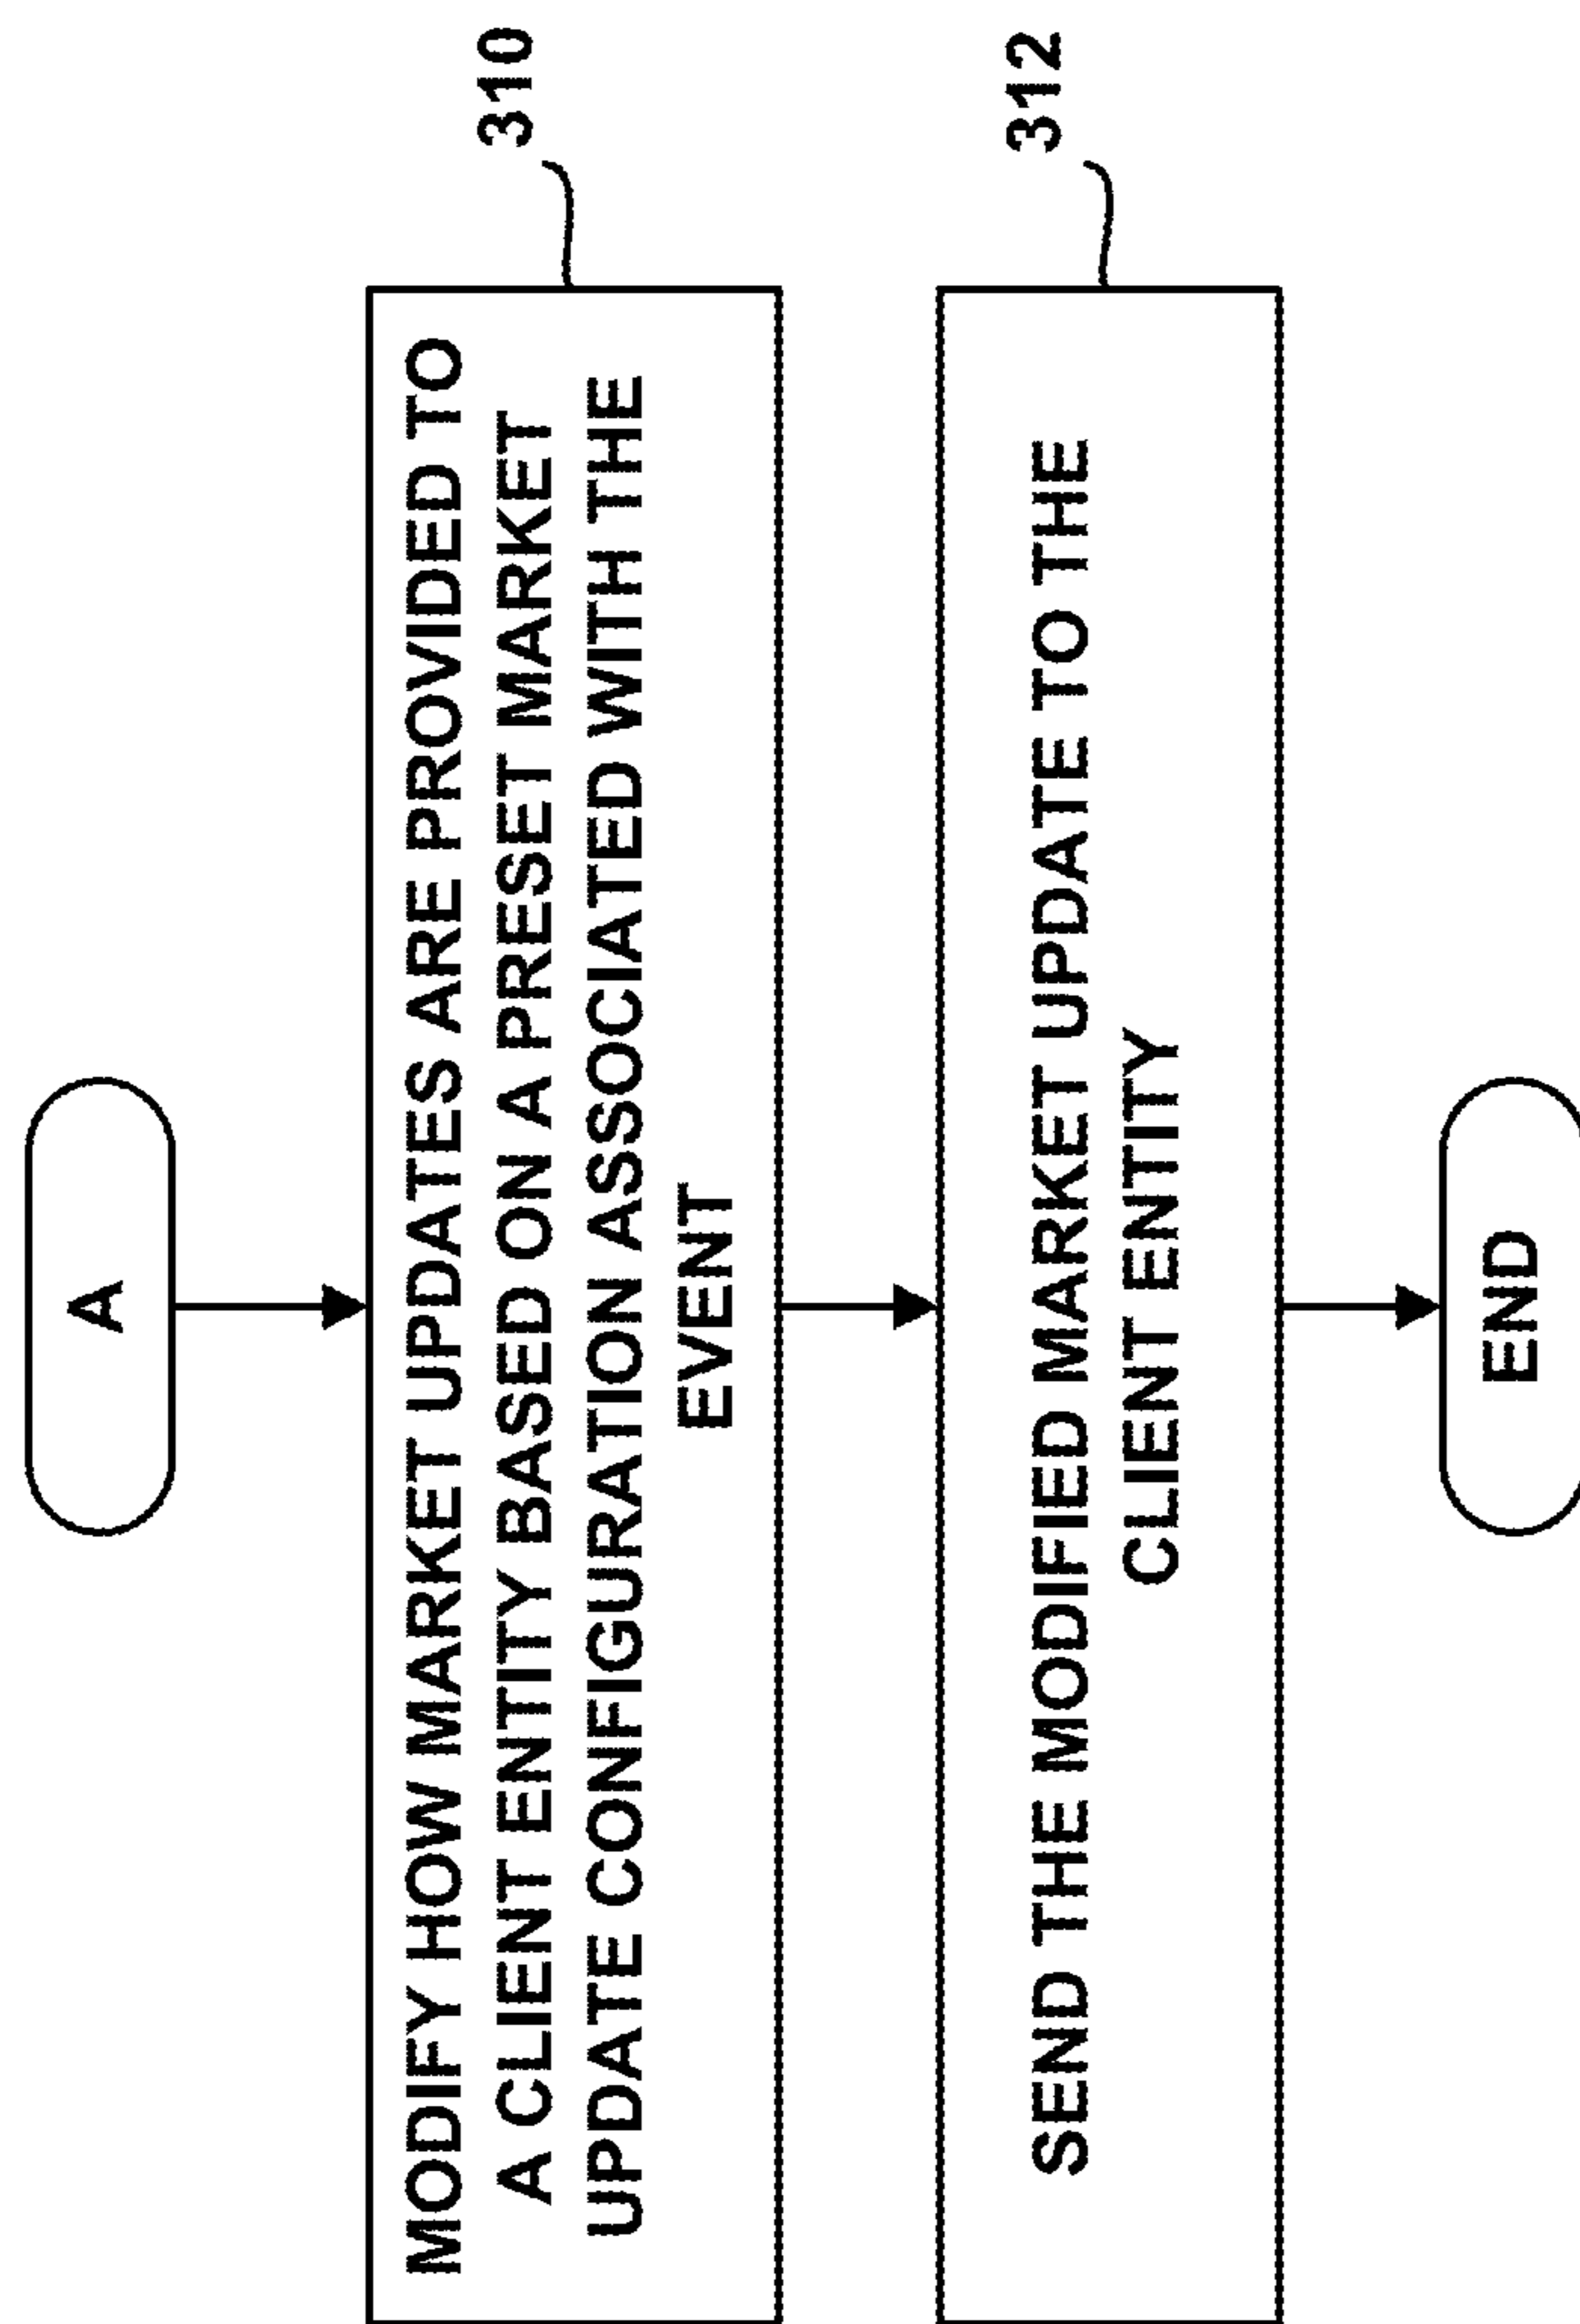 A
310
MODIFY HOW MARKET UPDATES ARE PROVIDED TO
A CLIENT ENTITY BASED ON A PRESET MARKET
UPDATE CONFIGURATION ASSOCIATED WITH THE
EVENT
312
SEND THE MODIFIED MARKET UPDATE TO THE
CLIENT ENTITY
END